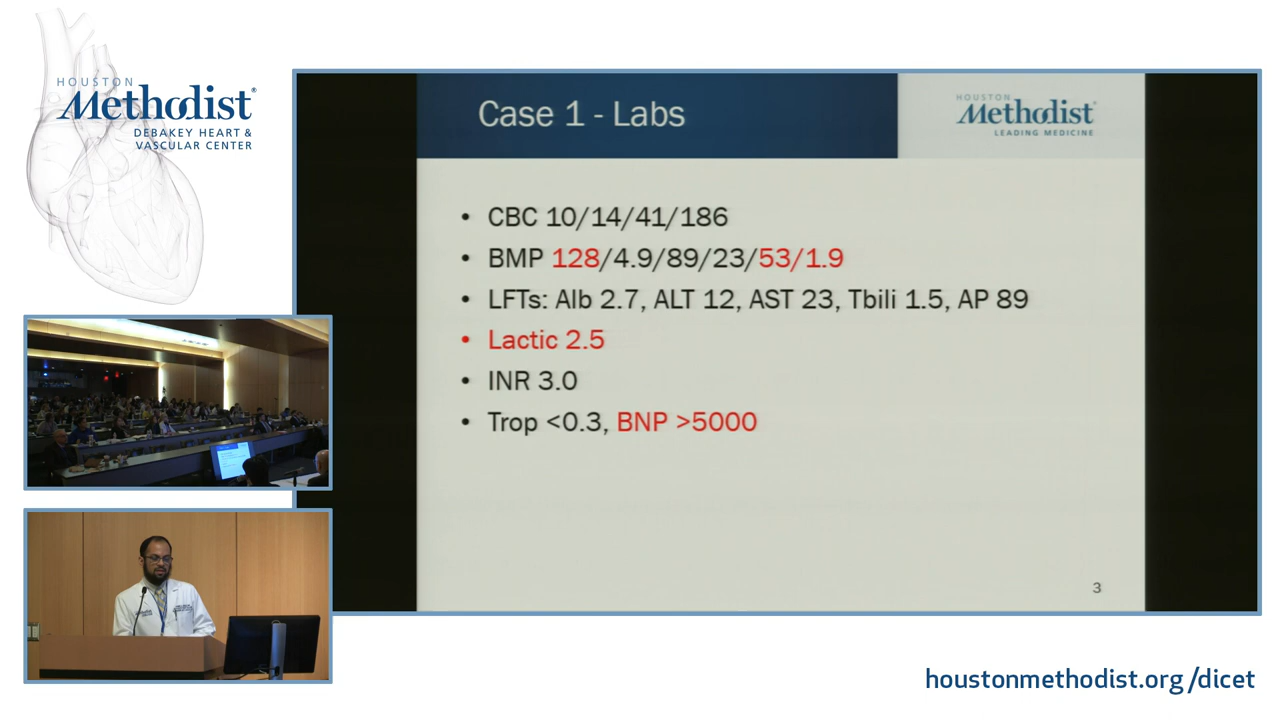 HOUSTON
Methodist®
DEBAKEY HEART &
VASCULAR CENTER
Case 1 - Labs
HOUSTON
Methodist®
LEADING MEDICINE
• CBC 10/14/41/186
• BMP 128/4.9/89/23/53/1.9
• LFTs: Alb 2.7, ALT 12, AST 23, Tbili 1.5, AP 89
• Lactic 2.5
• INR 3.0
• Trop <0.3, BNP >5000
3
houstonmethodist.org/dicet